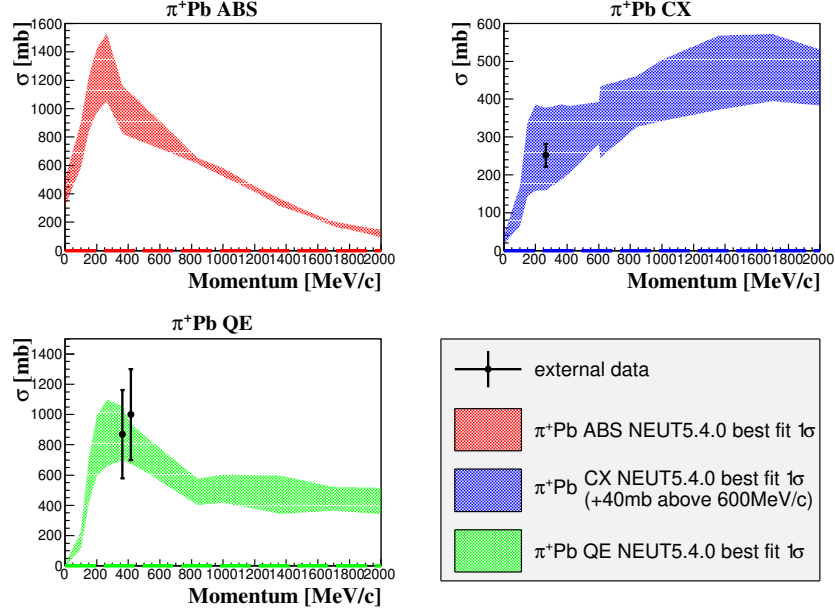 π⁺Pb ABS
σ [mb]
1600
1400
1200
1000
800
600
400
200
0
0 200 400 600 800 1000 1200 1400 1600 1800 2000
Momentum [MeV/c]
π⁺Pb CX
σ [mb]
600
500
400
300
200
100
0
0 200 400 600 800 1000 1200 1400 1600 1800 2000
Momentum [MeV/c]
π⁺Pb QE
σ [mb]
1400
1200
1000
800
600
400
200
0
0 200 400 600 800 1000 1200 1400 1600 1800 2000
Momentum [MeV/c]
external data
π⁺Pb ABS NEUT5.4.0 best fit 1σ
π⁺Pb CX NEUT5.4.0 best fit 1σ
(+40mb above 600MeV/c)
π⁺Pb QE NEUT5.4.0 best fit 1σ